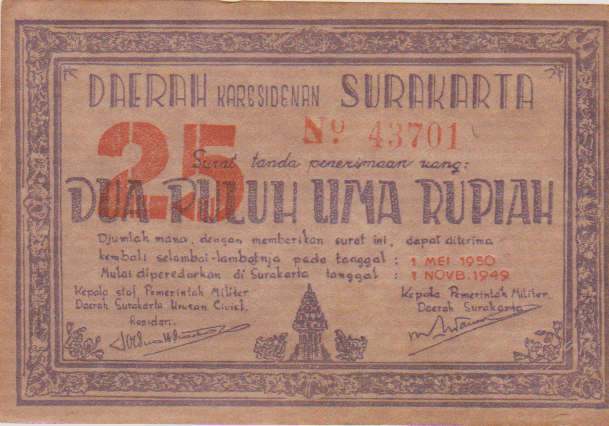 DAERAH KARESIDENAN SURAKARTA
25
Nº 43701
Surat tanda penerimaan uang:
DUA PULUH LIMA RUPIAH
Djumlah mana, dengan memberikan surat ini, dapat diterima
kembali selambat-lambatnja pada tanggal : 1 MEI 1950
Mulai diperedarkan di Surakarta tanggal : 1 NOVB. 1949
Kepala staf Pemerintah Militer
Daerah Surakarta Urusan Civiel.
Residen.
Kepala Pemerintah Militer
Daerah Surakarta